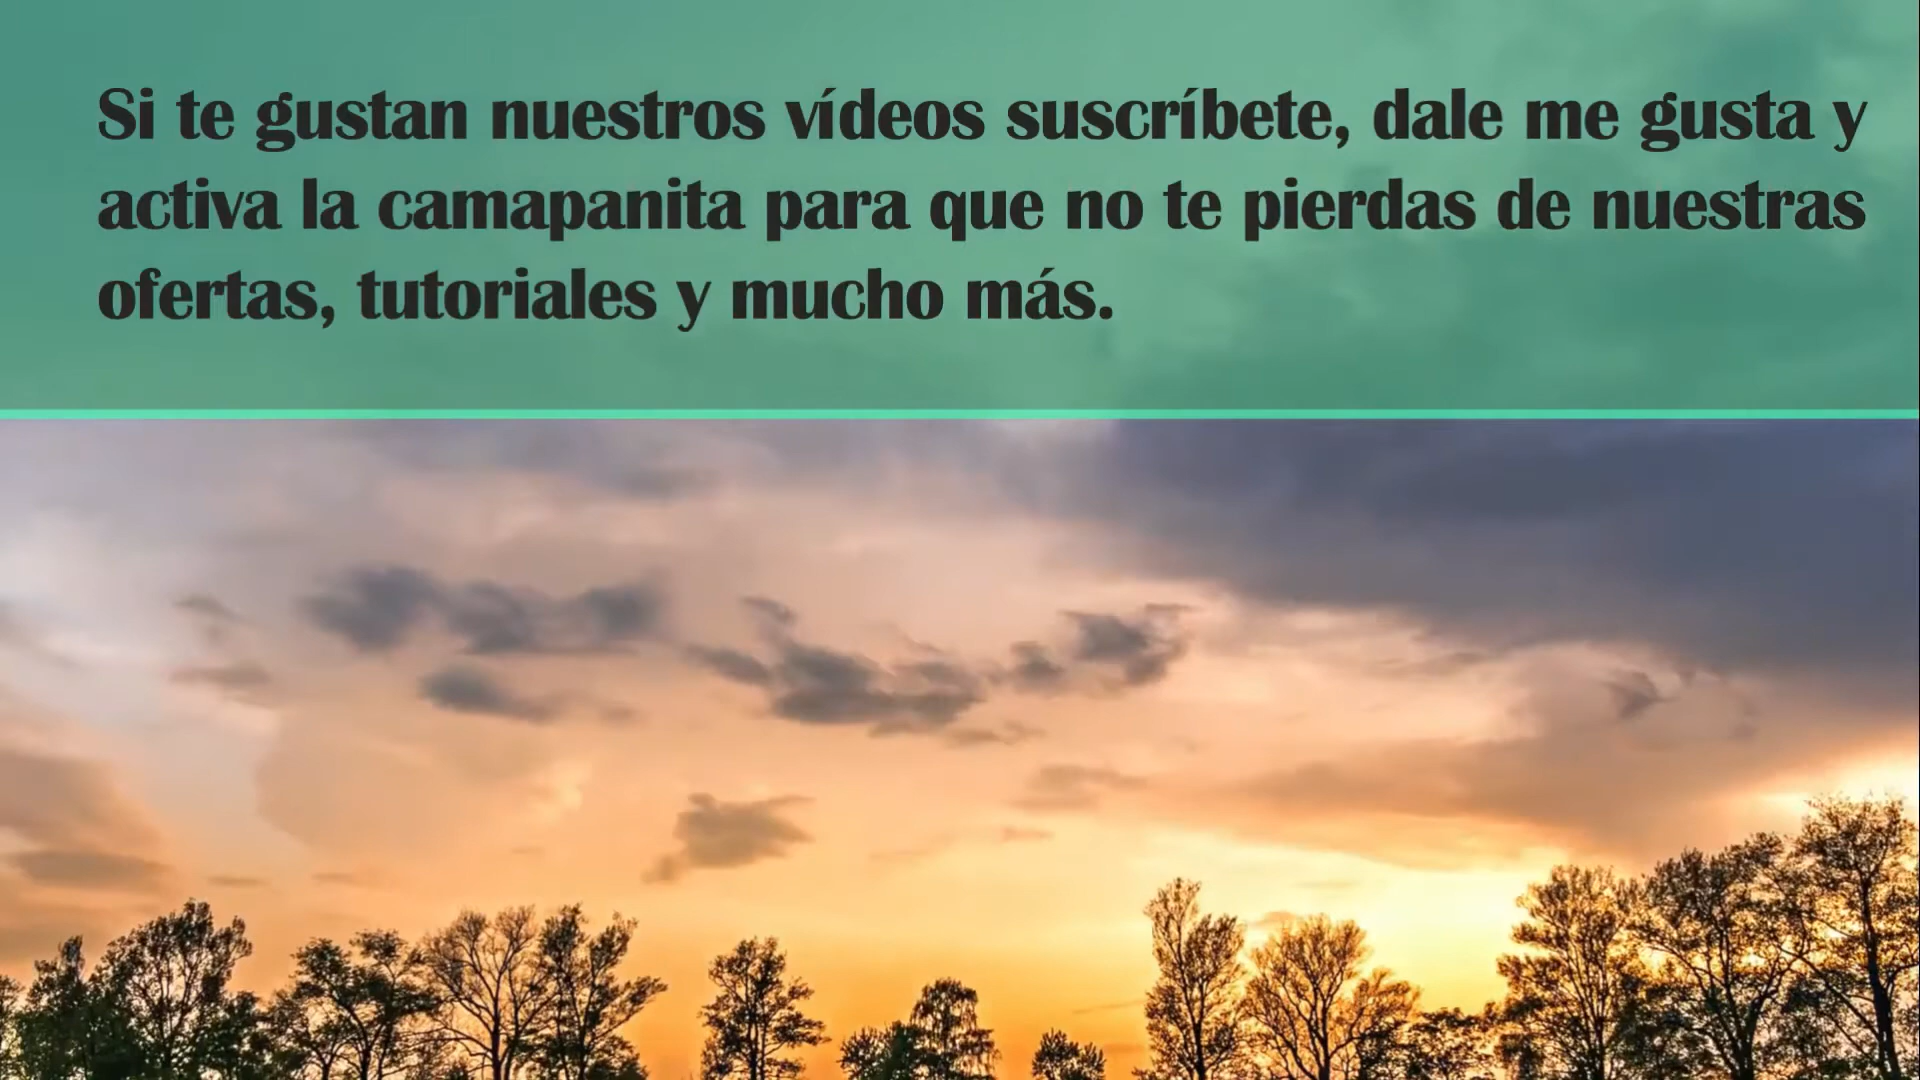 Si te gustan nuestros vídeos suscríbete, dale me gusta y
activa la camapanita para que no te pierdas de nuestras
ofertas, tutoriales y mucho más.